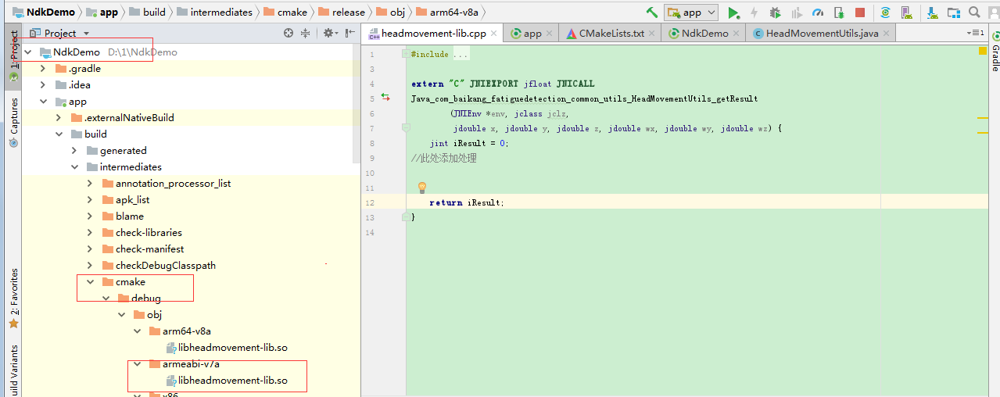 NdkDemo app build intermediates cmake release obj arm64-v8a app
Project
headmovement-lib.cpp app CMakeLists.txt NdkDemo HeadMovementUtils.java
1: Project
Captures
2: Favorites
uild Variants
Gradle
NdkDemo D:\1\NdkDemo
.gradle
.idea
app
.externalNativeBuild
build
generated
intermediates
annotation_processor_list
apk_list
blame
check-libraries
check-manifest
checkDebugClasspath
cmake
debug
obj
arm64-v8a
libheadmovement-lib.so
armeabi-v7a
libheadmovement-lib.so
x86
1 #include ...
3
4 extern "C" JNIEXPORT jfloat JNICALL
5 Java_com_baikang_fatiguedetection_common_utils_HeadMovementUtils_getResult
6 (JNIEnv *env, jclass jclz,
7 jdouble x, jdouble y, jdouble z, jdouble wx, jdouble wy, jdouble wz) {
8 jint iResult = 0;
9 //此处添加处理
10
11
12 return iResult;
13 }
14